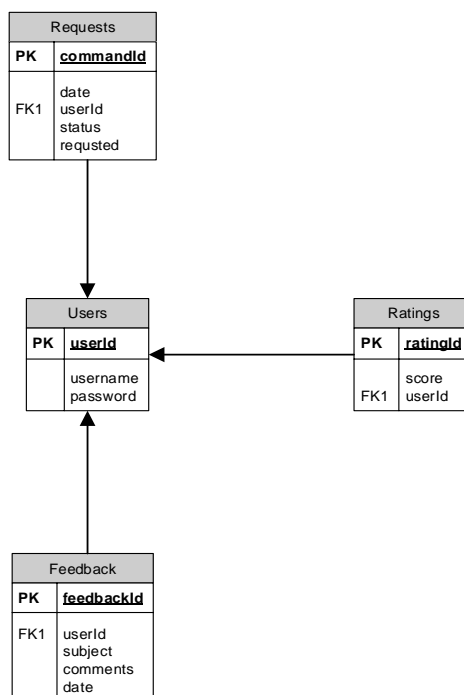 Requests
PK commandId
date
FK1 userId
status
requsted
Users
PK userId
username
password
Ratings
PK ratingId
score
FK1 userId
Feedback
PK feedbackId
FK1 userId
subject
comments
date